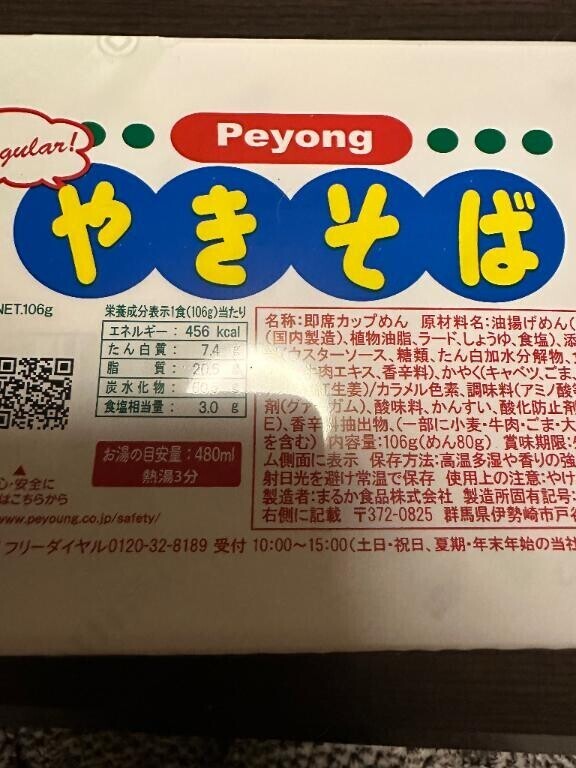 gular!
Peyong
やきそば
NET.106g
栄養成分表示1食(106g)当たり
エネルギー: 456 kcal
たん白質: 7.4 g
脂 質: 20.5
炭水化物:
食塩相当量: 3.0 g
お湯の目安量:480ml
熱湯3分
心・安全に
はこちらから
www.peyoung.co.jp/safety/
名称:即席カップめん 原材料名:油揚げめん(
(国内製造)、植物油脂、ラード、しょうゆ、食塩)、添
ウスターソース、糖類、たん白加水分解物、
肉エキス、香辛料)、かやく(キャベツ、ごま、
紅生姜)/カラメル色素、調味料(アミノ酸
剤(グァーガム)、酸味料、かんすい、酸化防止剤
E)、香辛料抽出物、(一部に小麦・牛肉・ごま・大
を含む) 内容量:106g(めん80g) 賞味期限:
ム側面に表示 保存方法:高温多湿や香りの強
射日光を避け常温で保存 使用上の注意:やけ
製造者:まるか食品株式会社 製造所固有記号:
右側に記載 〒372-0825 群馬県伊勢崎市戸谷
フリーダイヤル0120-32-8189 受付 10:00~15:00(土日・祝日、夏期・年末年始の当社